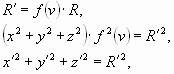 R′ = f(v) · R,
(x² + y² + z²) · f²(v) = R′²,
x′² + y′² + z′² = R′²,